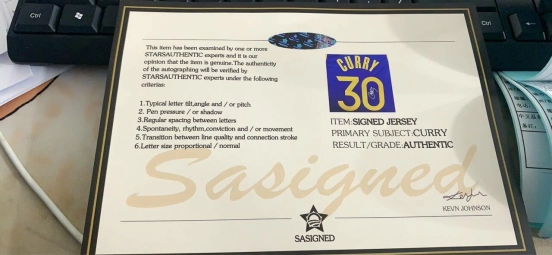 Ctrl
Ctrl
This item has been examined by one or more
STARSAUTHENTIC experts and it is our
opinion that the item is genuine.The authenticity
of the autographing will be verified by
STARSAUTHENTIC experts under the following
criterias:
1.Typical letter tilt,angle and / or pitch
2. Pen pressure / or shadow
3.Regular spacing between letters
4.Spontaneity, rhythm,conviction and / or movement
5.Transition between line quality and connection stroke
6.Letter size proportional / normal
CURRY
30
ITEM:SIGNED JERSEY
PRIMARY SUBJECT:CURRY
RESULT/GRADE:AUTHENTIC
Sasigned
KEVN JOHNSON
SASIGNED